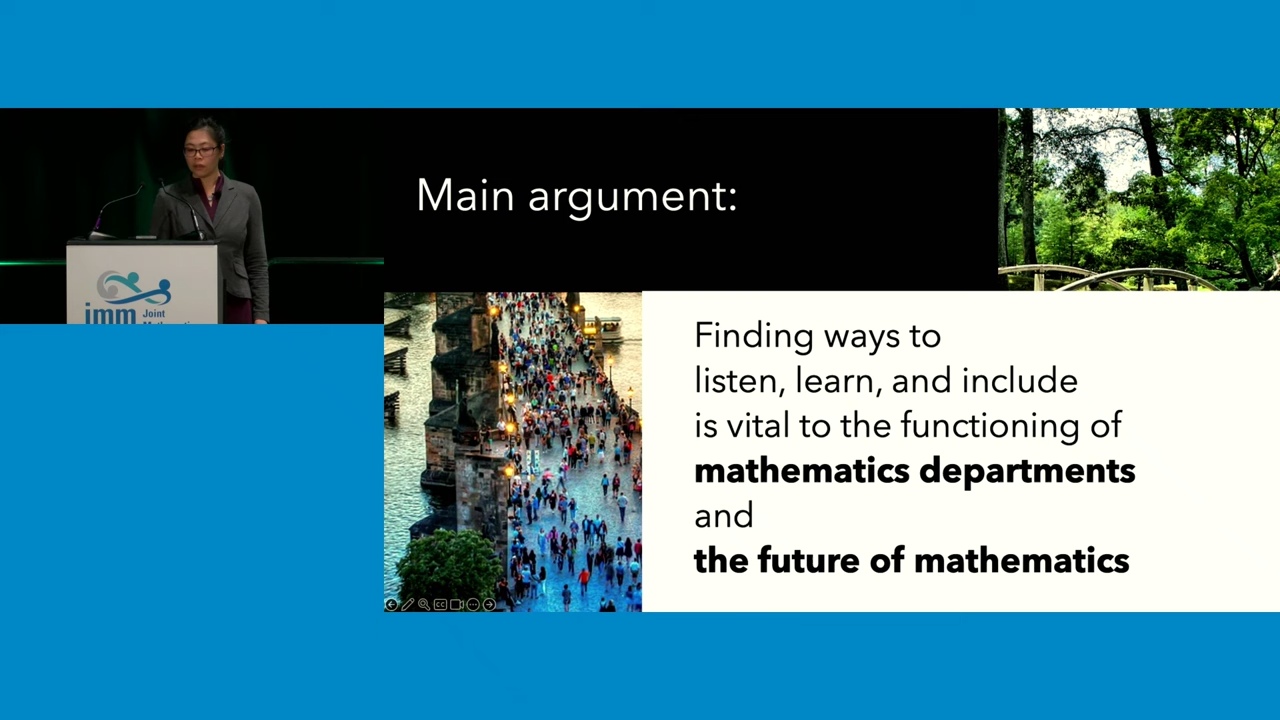 Main argument:
jmm
Joint
Finding ways to
listen, learn, and include
is vital to the functioning of
mathematics departments
and
the future of mathematics